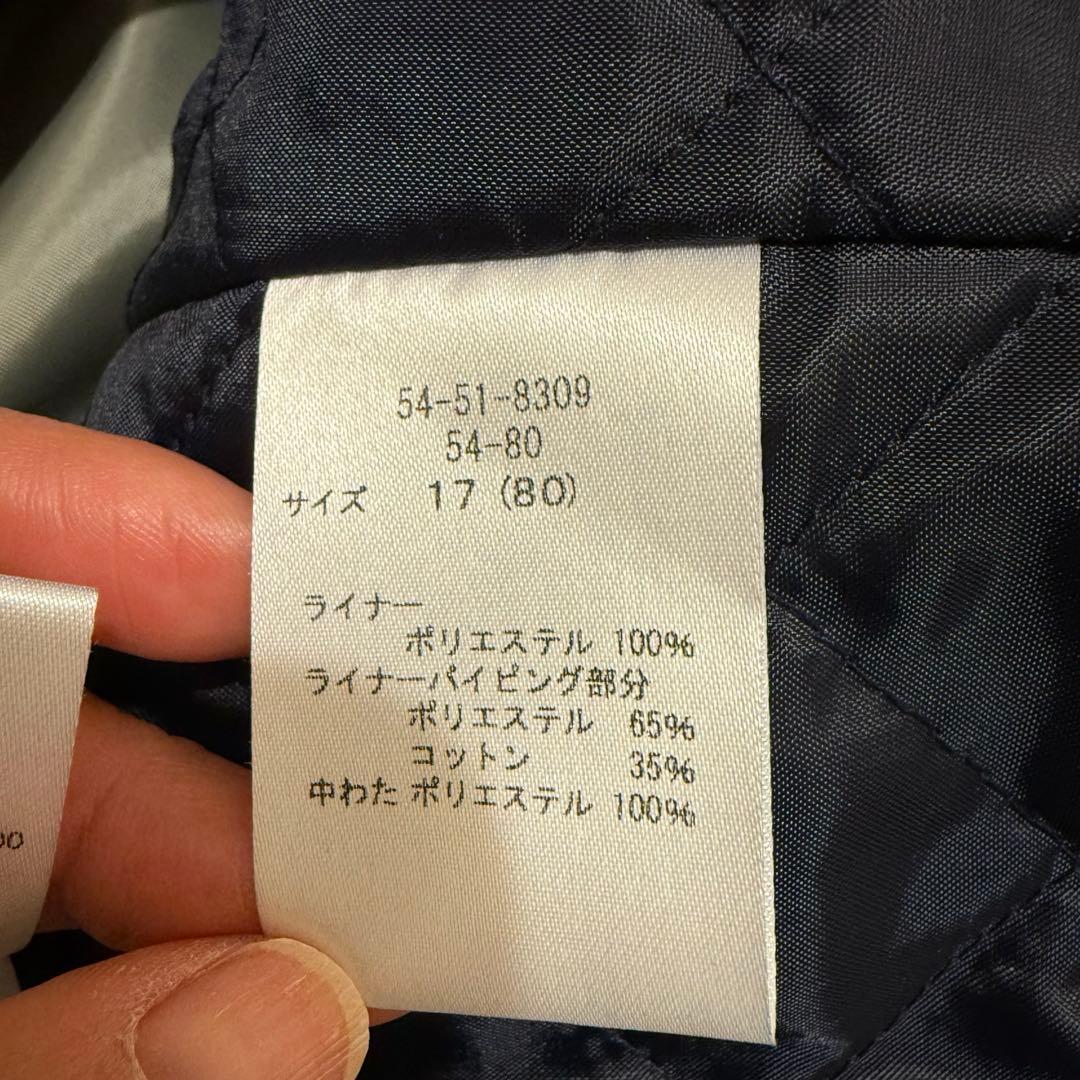 54-51-8309
54-80
サイズ 17 (80)
ライナー
ポリエステル 100%
ライナーパイピング部分
ポリエステル 65%
コットン 35%
中わた ポリエステル 100%